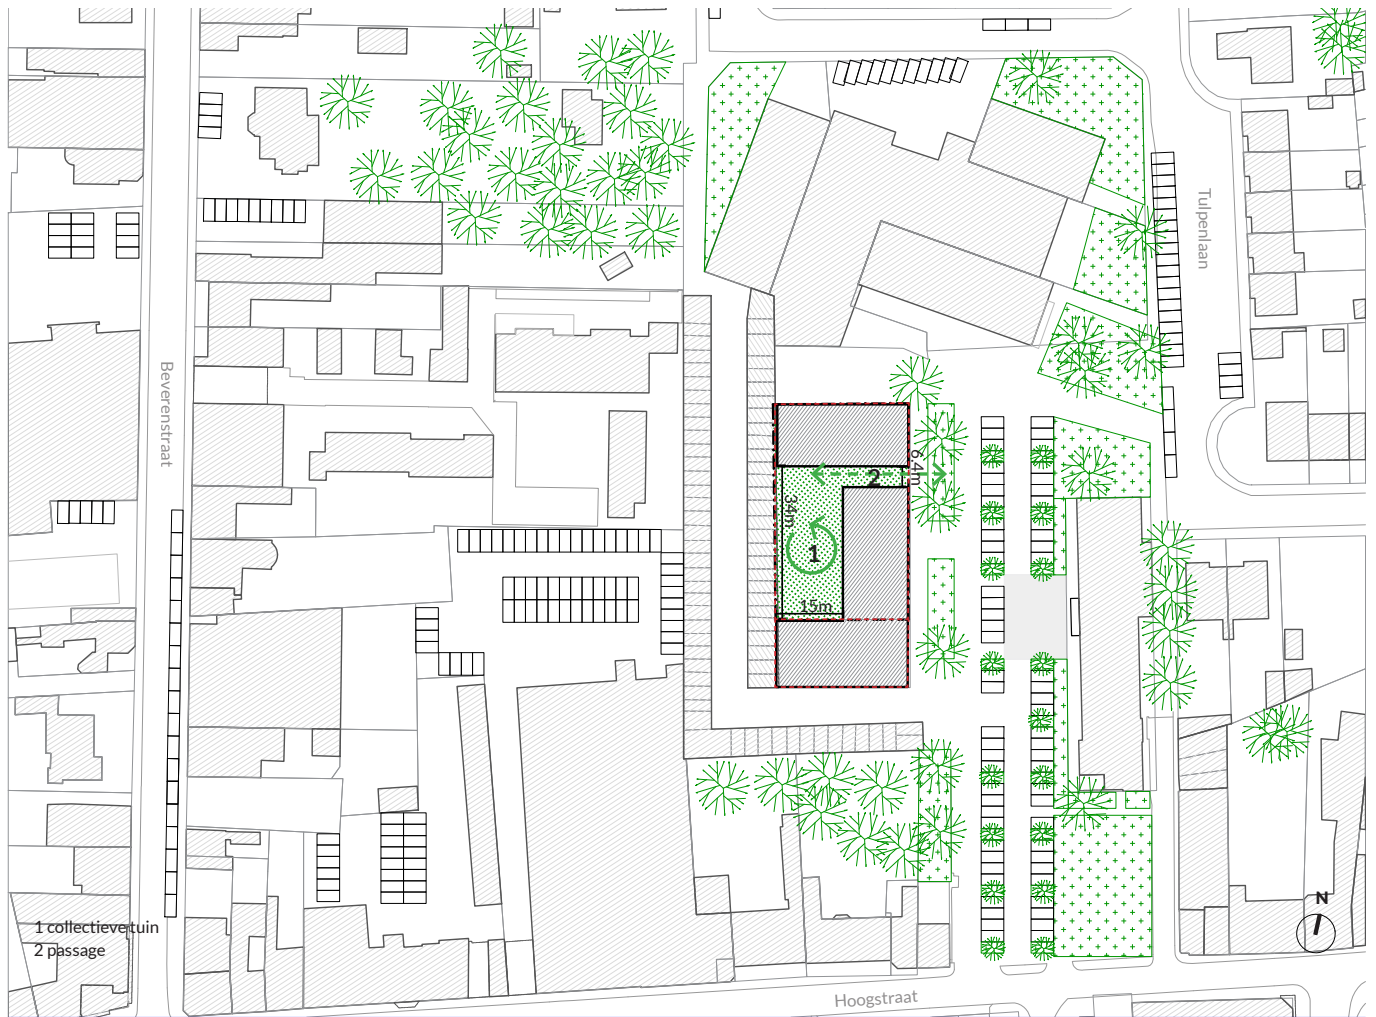 Tulpenlaan
Beverenstraat
6.4m
2
34m
1
15m
1 collectieve tuin
2 passage
N
Hoogstraat